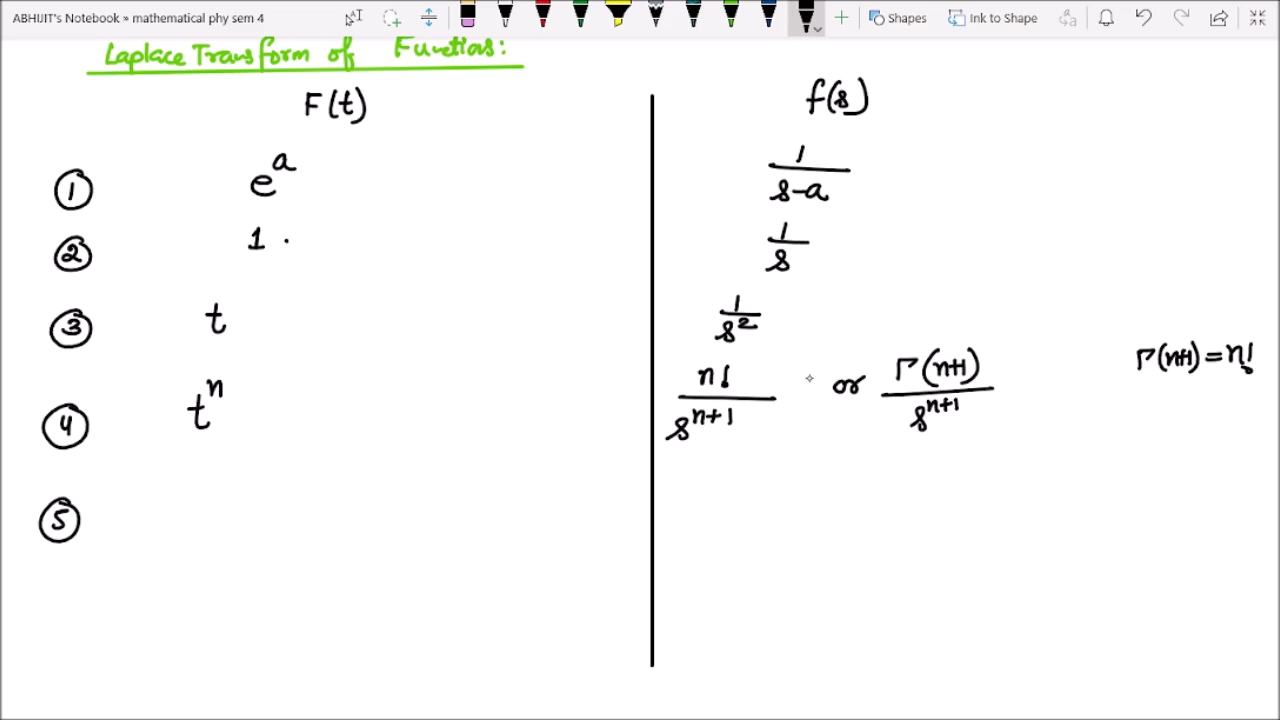 ABHIJIT's Notebook » mathematical phy sem 4
Shapes
Ink to Shape
Laplace Transform of Functions:
F(t) f(s)
① e^a 1/(s-a)
② 1 . 1/s
③ t 1/s^2
④ t^n n!/s^(n+1) or Γ(n+1)/s^(n+1) Γ(n+1) = n!
⑤